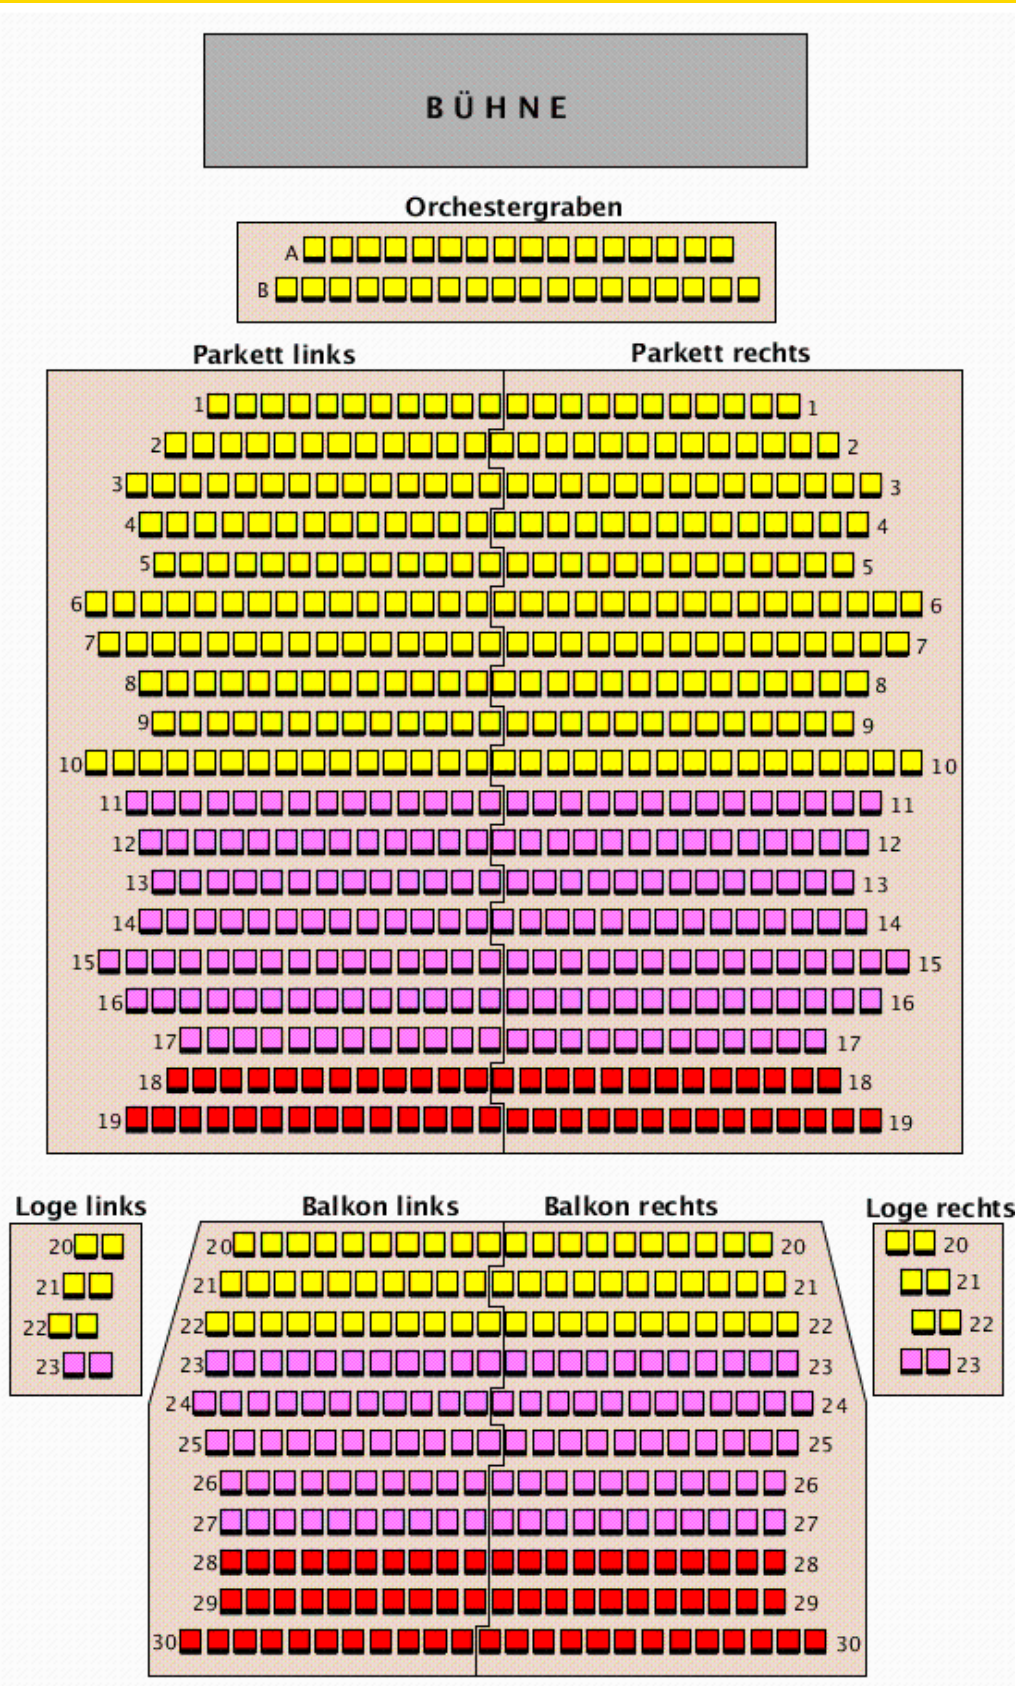 BÜHNE
Orchestergraben
A
B
Parkett links Parkett rechts
1 1
2 2
3 3
4 4
5 5
6 6
7 7
8 8
9 9
10 10
11 11
12 12
13 13
14 14
15 15
16 16
17 17
18 18
19 19
Loge links Balkon links Balkon rechts Loge rechts
20 20 20 20
21 21 21 21
22 22 22 22
23 23 23 23
24 24
25 25
26 26
27 27
28 28
29 29
30 30